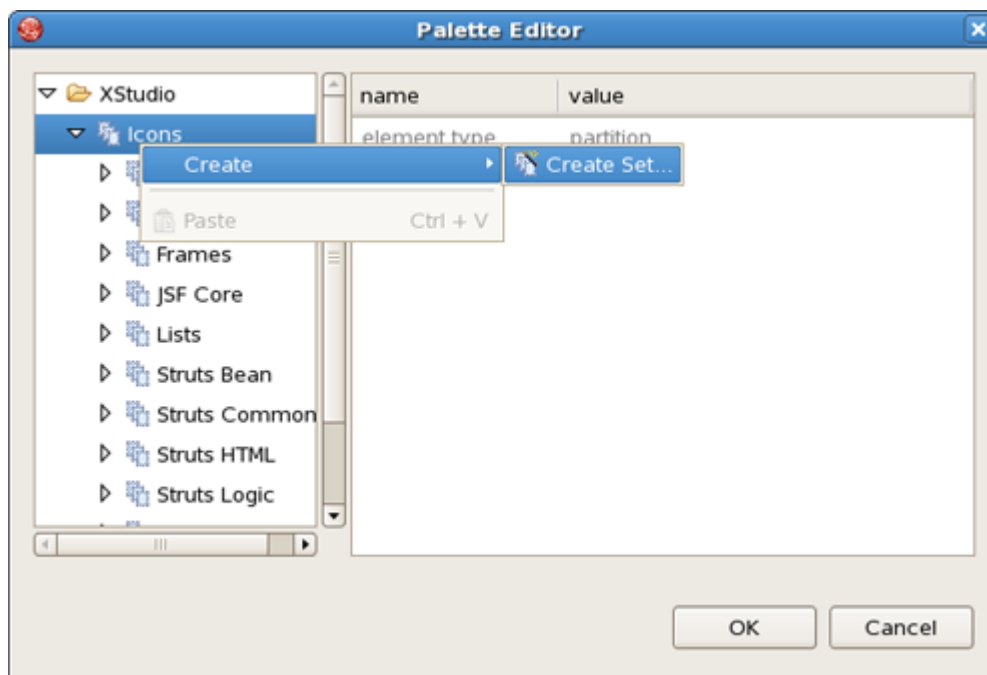 Palette Editor
XStudio
name value
Icons
element type partition
Create
Create Set...
Paste Ctrl + V
Frames
JSF Core
Lists
Struts Bean
Struts Common
Struts HTML
Struts Logic
OK Cancel